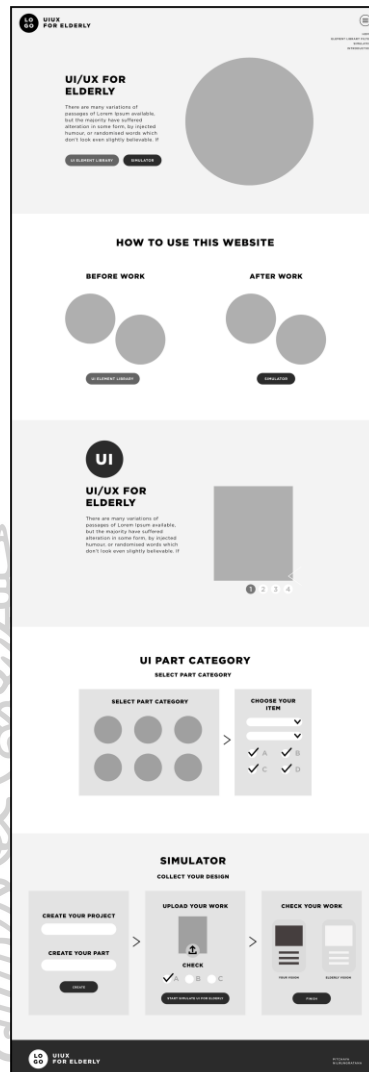 LO
GO
UIUX
FOR ELDERLY
UI/UX FOR
ELDERLY
There are many variations of
passages of Lorem Ipsum available,
but the majority have suffered
alteration in some form, by injected
humour, or randomised words which
don't look even slightly believable. If
UI ELEMENT LIBRARY
SIMULATOR
HOW TO USE THIS WEBSITE
BEFORE WORK
AFTER WORK
UI ELEMENT LIBRARY
SIMULATOR
UI
UI/UX FOR
ELDERLY
There are many variations of
passages of Lorem Ipsum available,
but the majority have suffered
alteration in some form, by injected
humour, or randomised words which
don't look even slightly believable. If
1 2 3 4
UI PART CATEGORY
SELECT PART CATEGORY
SELECT PART CATEGORY
CHOOSE YOUR
ITEM
A B
C D
SIMULATOR
COLLECT YOUR DESIGN
CREATE YOUR PROJECT
CREATE YOUR PART
CREATE
UPLOAD YOUR WORK
CHECK
A B C
START SIMULATE UI FOR ELDERLY
CHECK YOUR WORK
YOUR VISION
ELDERLY VISION
FINISH
LO
GO
UIUX
FOR ELDERLY